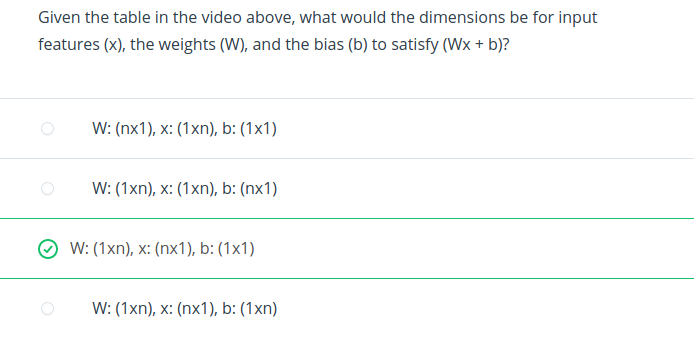 Given the table in the video above, what would the dimensions be for input
features (x), the weights (W), and the bias (b) to satisfy (Wx + b)?
W: (nx1), x: (1xn), b: (1x1)
W: (1xn), x: (1xn), b: (nx1)
W: (1xn), x: (nx1), b: (1x1)
W: (1xn), x: (nx1), b: (1xn)